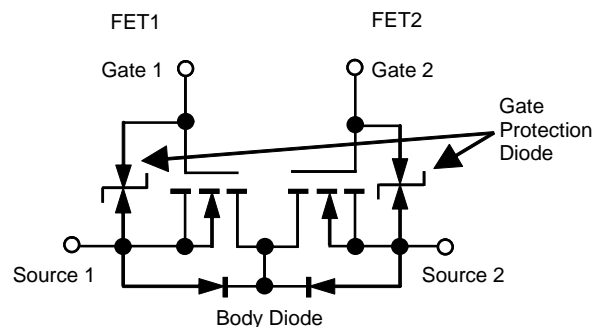 FET1
FET2
Gate 1
Gate 2
Gate
Protection
Diode
Source 1
Source 2
Body Diode